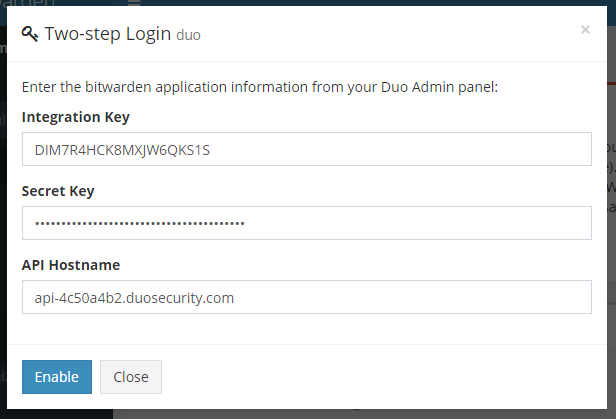 Two-step Login duo
×
Enter the bitwarden application information from your Duo Admin panel:
Integration Key
DIM7R4HCK8MXJW6QKS1S
Secret Key
••••••••••••••••••••••••••••••••••••••••
API Hostname
api-4c50a4b2.duosecurity.com
Enable
Close